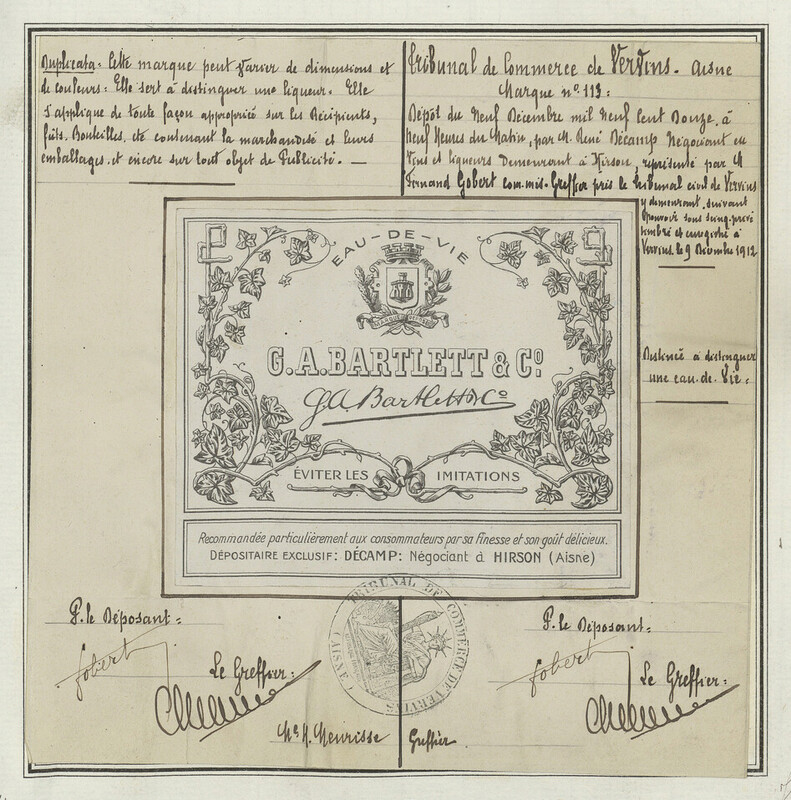 Duplicata: Cette marque peut varier de dimensions et
de couleurs: Elle sert à distinguer une liqueur. Elle
s'applique de toute façon appropriée sur les Récipients,
fûts. Bouteilles, etc contenant la marchandise et leurs
emballages. et encore sur tout objet de Publicité. —
Tribunal de Commerce de Vervins. Aisne
Marque n° 113:
Dépôt du Neuf Décembre mil Neuf Cent Douze. à
Neuf Heures du Matin, par M. René Décamp Négociant en
Vins et liqueurs Demeurant à Hirson, représenté par M
Fernand Gobert com.mis. Greffier près le tribunal civil de Vervins
y demeurant. suivant
pouvoir sous seing-privé
timbré et enregistré à
Vervins le 9 Décembre 1912
Destinée à distinguer
une eau. de. Vie:
EAU-DE-VIE
G.A.BARTLETT & Cº.
G.A. Bartlett & Cº
ÉVITER LES IMITATIONS
Recommandée particulièrement aux consommateurs par sa finesse et son goût délicieux.
DÉPOSITAIRE EXCLUSIF: DÉCAMP: Négociant à HIRSON (Aisne)
TRIBUNAL DE COMMERCE DE VERVINS
(AISNE)
P. le Déposant:
Gobert
Le Greffier:
P. le Déposant:
Gobert
Le Greffier:
Me. H. Meurisse Greffier